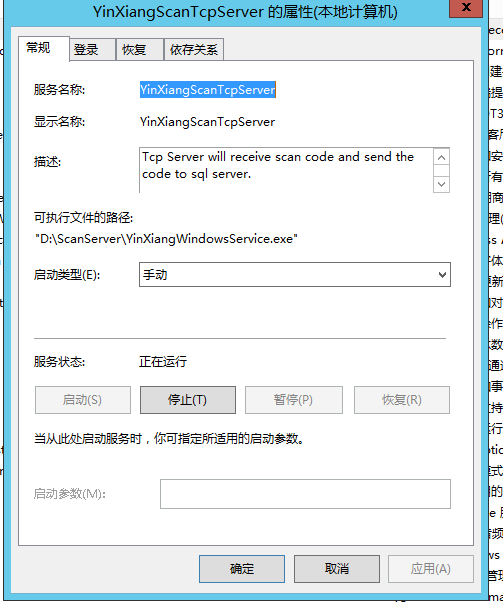 YinXiangScanTcpServer 的属性(本地计算机)
x
常规 登录 恢复 依存关系
服务名称: YinXiangScanTcpServer
显示名称: YinXiangScanTcpServer
描述: Tcp Server will receive scan code and send the
code to sql server.
可执行文件的路径:
"D:\ScanServer\YinXiangWindowsService.exe"
启动类型(E): 手动
服务状态: 正在运行
启动(S) 停止(T) 暂停(P) 恢复(R)
当从此处启动服务时，你可指定所适用的启动参数。
启动参数(M):
确定 取消 应用(A)